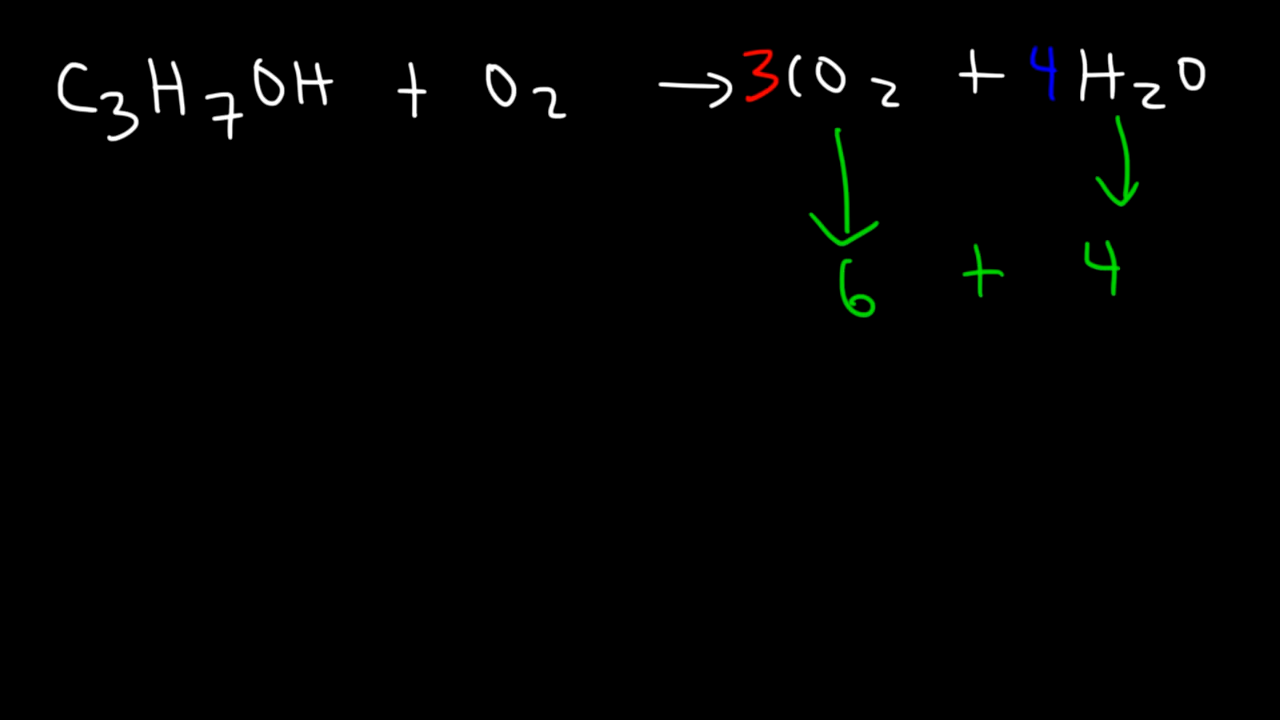 C₃H₇OH + O₂ → 3CO₂ + 4H₂O
6 + 4